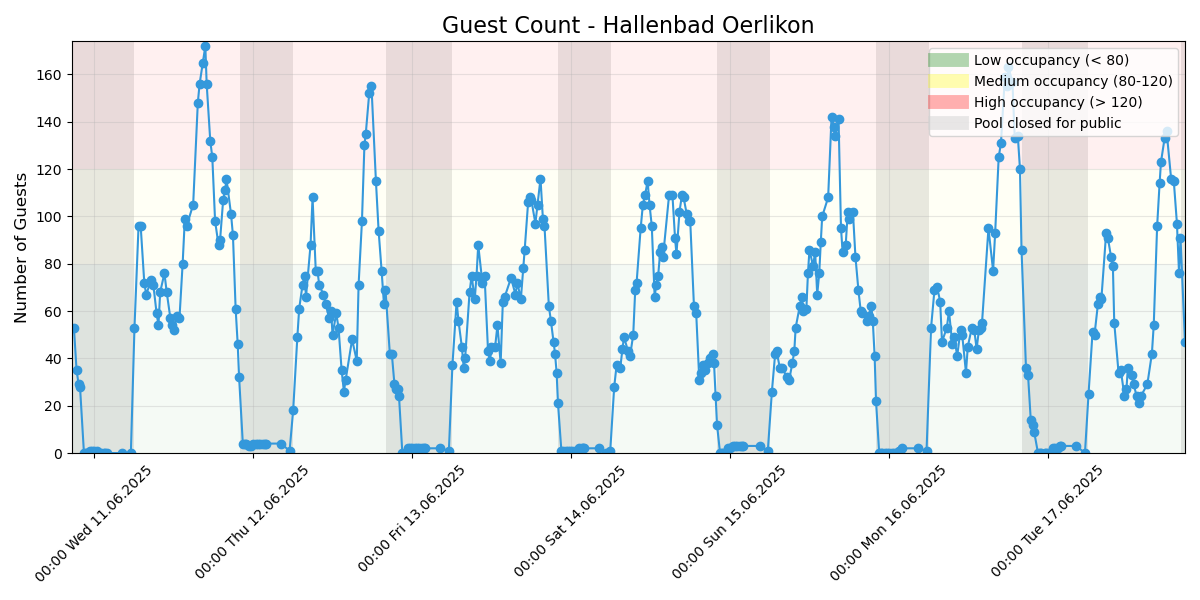 Guest Count - Hallenbad Oerlikon
Number of Guests
160
140
120
100
80
60
40
20
0
Low occupancy (< 80)
Medium occupancy (80-120)
High occupancy (> 120)
Pool closed for public
00:00 Wed 11.06.2025
00:00 Thu 12.06.2025
00:00 Fri 13.06.2025
00:00 Sat 14.06.2025
00:00 Sun 15.06.2025
00:00 Mon 16.06.2025
00:00 Tue 17.06.2025